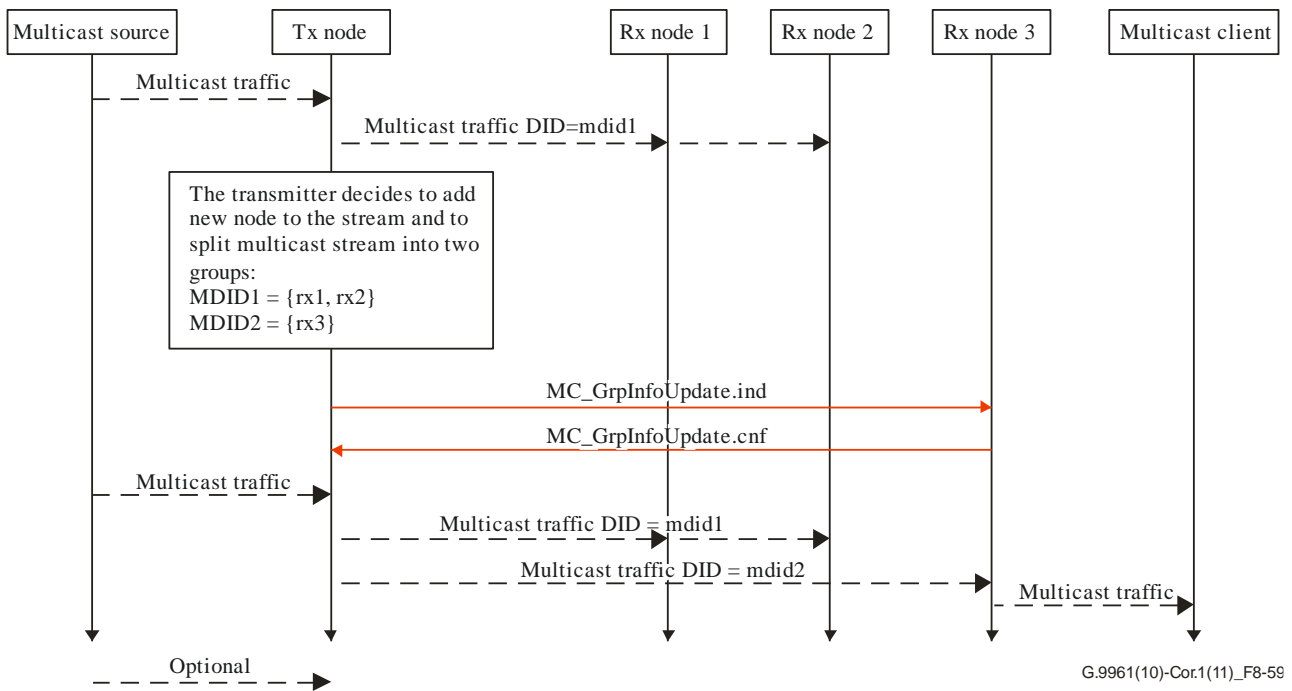 Multicast source
Tx node
Rx node 1
Rx node 2
Rx node 3
Multicast client
Multicast traffic
Multicast traffic DID=mdid1
The transmitter decides to add
new node to the stream and to
split multicast stream into two
groups:
MDID1 = {rx1, rx2}
MDID2 = {rx3}
MC_GrpInfoUpdate.ind
MC_GrpInfoUpdate.cnf
Multicast traffic
Multicast traffic DID = mdid1
Multicast traffic DID = mdid2
Multicast traffic
Optional
G.9961(10)-Cor.1(11)_F8-59